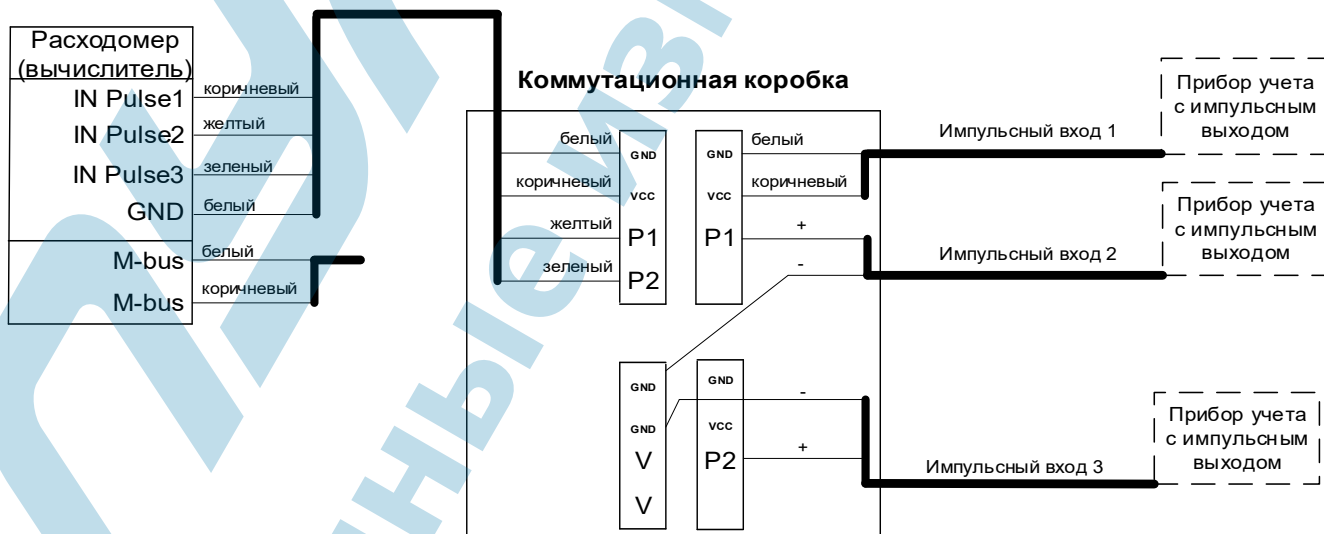 Расходомер
(вычислитель)
IN Pulse1
коричневый
IN Pulse2
желтый
IN Pulse3
зеленый
GND
белый
M-bus
белый
M-bus
коричневый
Коммутационная коробка
белый
GND
коричневый
VCC
желтый
P1
зеленый
P2
GND
белый
VCC
коричневый
P1
+
-
GND
GND
V
V
GND
-
VCC
P2
+
Импульсный вход 1
Прибор учета
с импульсным
выходом
Импульсный вход 2
Прибор учета
с импульсным
выходом
Импульсный вход 3
Прибор учета
с импульсным
выходом
ные из